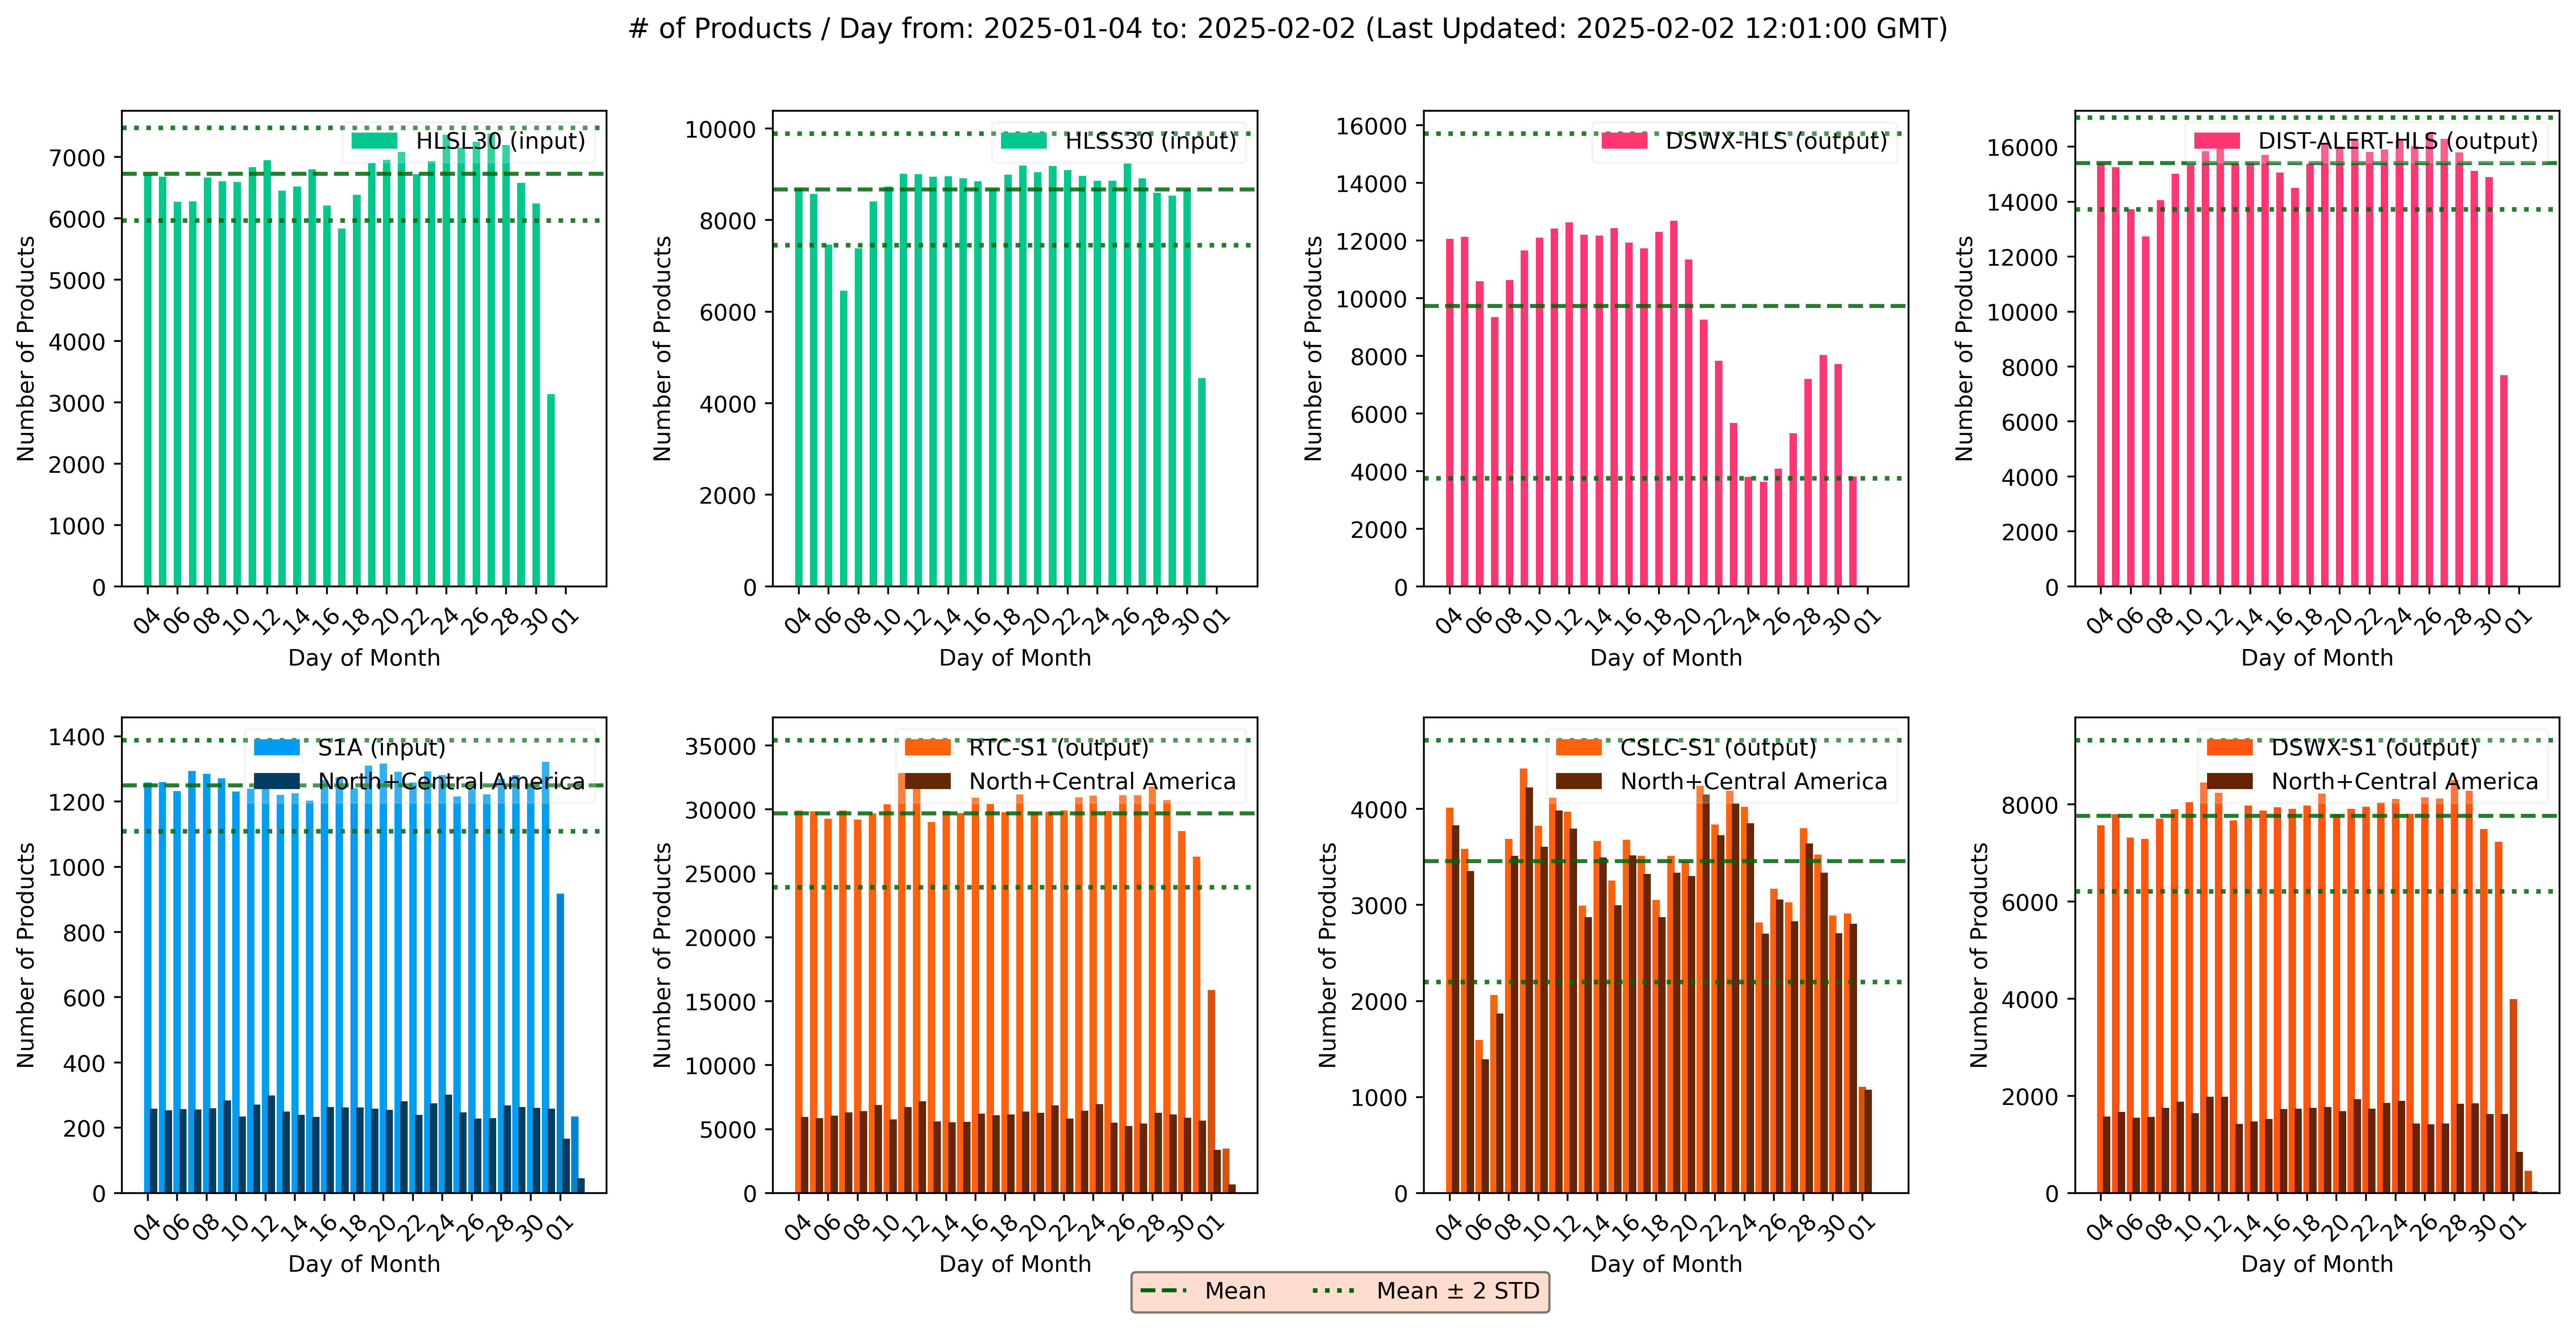 # of Products / Day from: 2025-01-04 to: 2025-02-02 (Last Updated: 2025-02-02 12:01:00 GMT)
HLSL30 (input)
Number of Products
7000
6000
5000
4000
3000
2000
1000
0
04 06 08 10 12 14 16 18 20 22 24 26 28 30 01
Day of Month
HLSS30 (input)
Number of Products
10000
8000
6000
4000
2000
0
04 06 08 10 12 14 16 18 20 22 24 26 28 30 01
Day of Month
DSWX-HLS (output)
Number of Products
16000
14000
12000
10000
8000
6000
4000
2000
0
04 06 08 10 12 14 16 18 20 22 24 26 28 30 01
Day of Month
DIST-ALERT-HLS (output)
Number of Products
16000
14000
12000
10000
8000
6000
4000
2000
0
04 06 08 10 12 14 16 18 20 22 24 26 28 30 01
Day of Month
S1A (input)
North+Central America
Number of Products
1400
1200
1000
800
600
400
200
0
04 06 08 10 12 14 16 18 20 22 24 26 28 30 01
Day of Month
RTC-S1 (output)
North+Central America
Number of Products
35000
30000
25000
20000
15000
10000
5000
0
04 06 08 10 12 14 16 18 20 22 24 26 28 30 01
Day of Month
CSLC-S1 (output)
North+Central America
Number of Products
4000
3000
2000
1000
0
04 06 08 10 12 14 16 18 20 22 24 26 28 30 01
Day of Month
DSWX-S1 (output)
North+Central America
Number of Products
8000
6000
4000
2000
0
04 06 08 10 12 14 16 18 20 22 24 26 28 30 01
Day of Month
Mean
Mean ± 2 STD